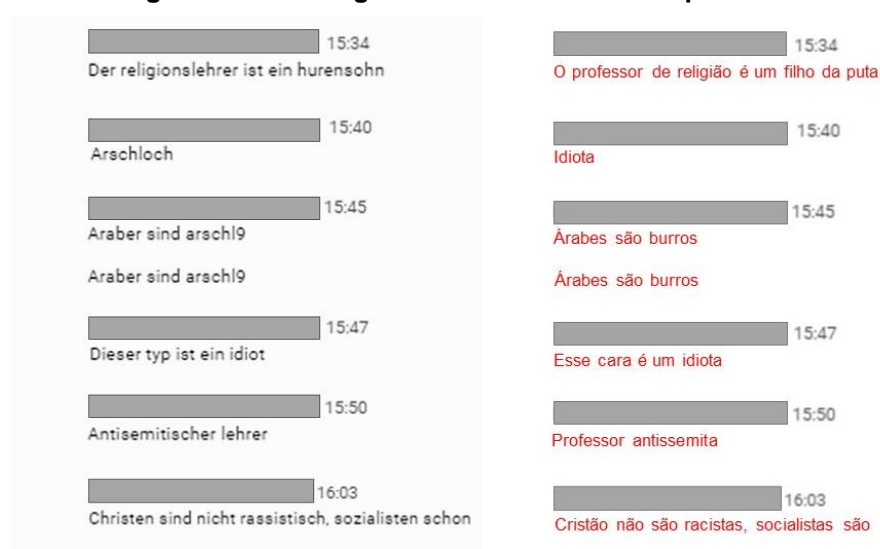 15:34
Der religionslehrer ist ein hurensohn
15:40
Arschloch
15:45
Araber sind arschl9
Araber sind arschl9
15:47
Dieser typ ist ein idiot
15:50
Antisemitischer lehrer
16:03
Christen sind nicht rassistisch, sozialisten schon
15:34
O professor de religião é um filho da puta
15:40
Idiota
15:45
Árabes são burros
Árabes são burros
15:47
Esse cara é um idiota
15:50
Professor antissemita
16:03
Cristão não são racistas, socialistas são